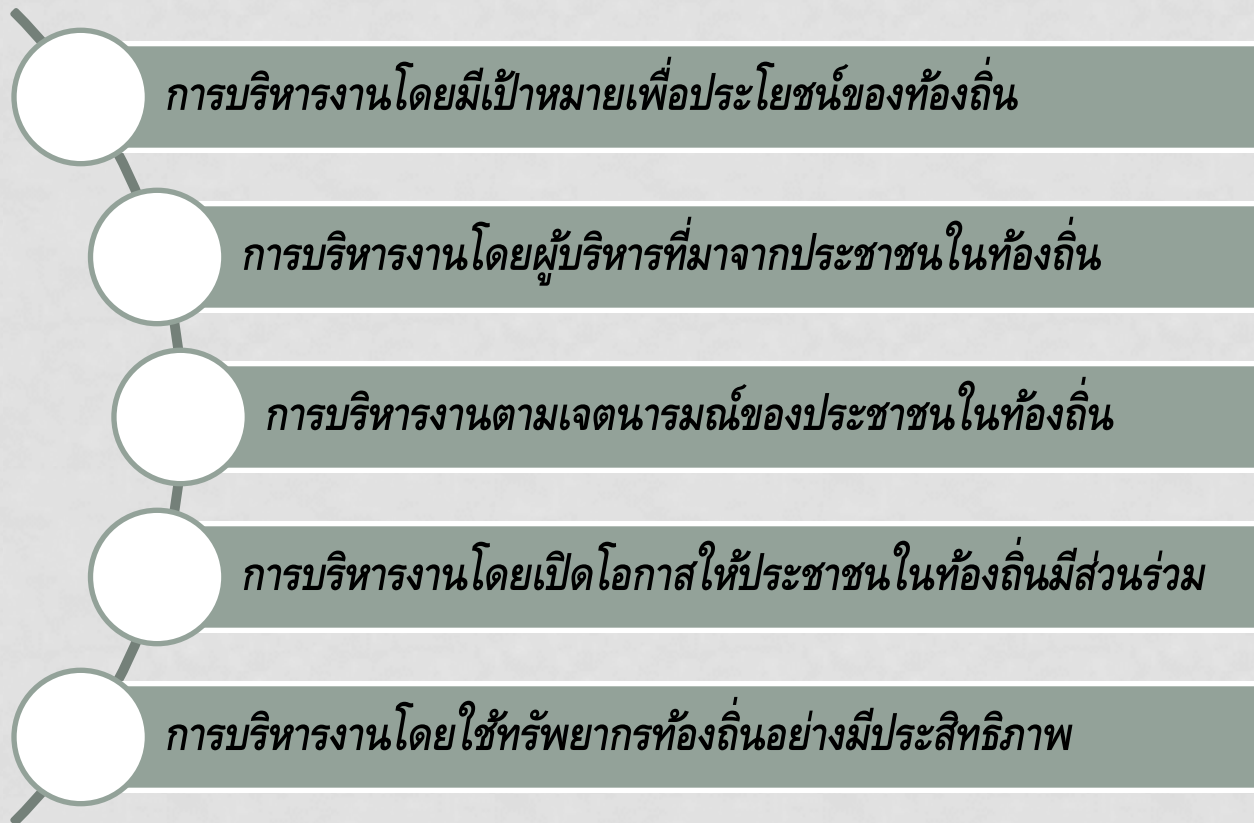 การบริหารงานโดยมีเป้าหมายเพื่อประโยชน์ของท้องถิ่น
การบริหารงานโดยผู้บริหารที่มาจากประชาชนในท้องถิ่น
การบริหารงานตามเจตนารมณ์ของประชาชนในท้องถิ่น
การบริหารงานโดยเปิดโอกาสให้ประชาชนในท้องถิ่นมีส่วนร่วม
การบริหารงานโดยใช้ทรัพยากรท้องถิ่นอย่างมีประสิทธิภาพ